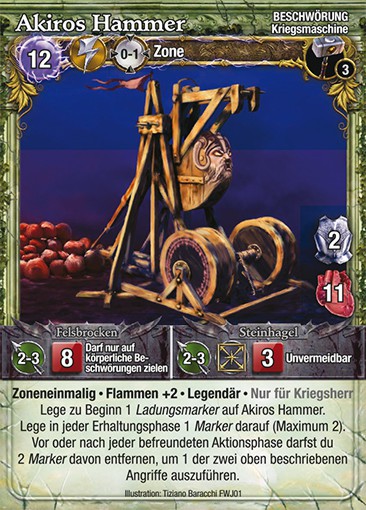 Akiros Hammer
BESCHWÖRUNG
Kriegsmaschine
12
0-1
Zone
3
2
11
Felsbrocken
2-3
8
Darf nur auf
körperliche Be-
schwörungen zielen
Steinhagel
2-3
3
Unvermeidbar
Zoneneinmalig • Flammen +2 • Legendär • Nur für Kriegsherr
Lege zu Beginn 1 Ladungsmarker auf Akiros Hammer.
Lege in jeder Erhaltungsphase 1 Marker darauf (Maximum 2).
Vor oder nach jeder befreundeten Aktionsphase darfst du
2 Marker davon entfernen, um 1 der zwei oben beschriebenen
Angriffe auszuführen.
Illustration: Tiziano Baracchi FWJ01